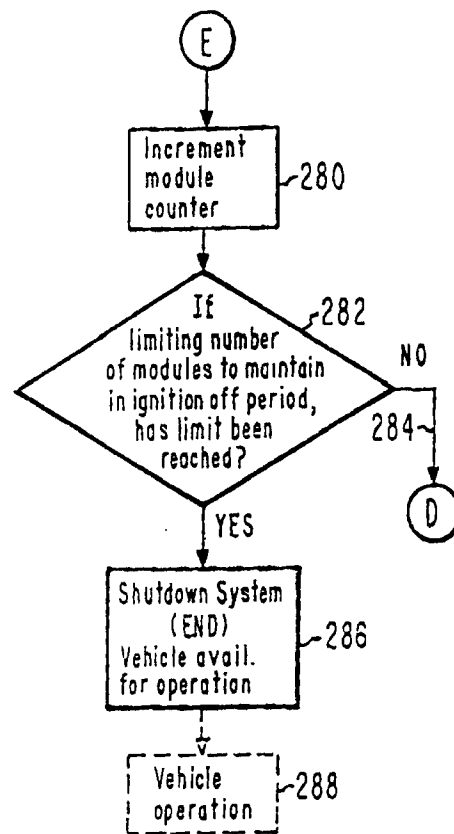 E
Increment
module
counter
280
If
limiting number
of modules to maintain
in ignition off period,
has limit been
reached?
282
NO
284
D
YES
Shutdown System
(END)
Vehicle avail.
for operation
286
Vehicle
operation
288